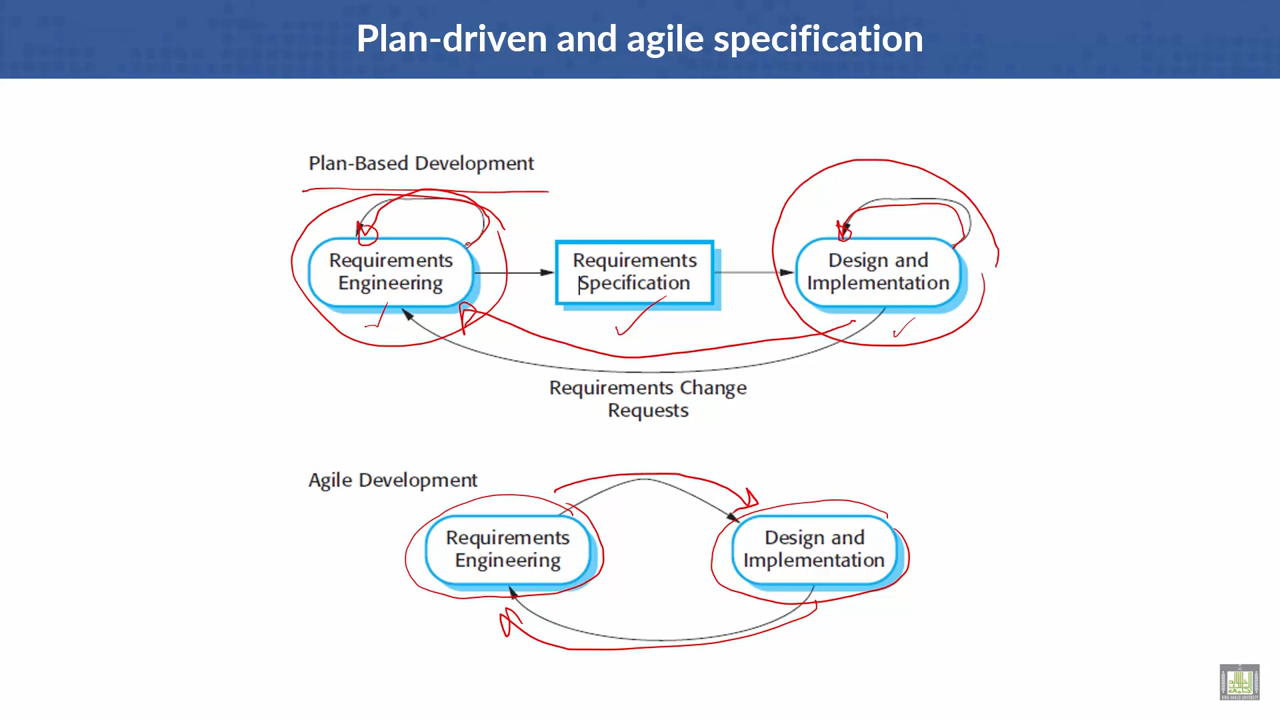 Plan-driven and agile specification
Plan-Based Development
Requirements
Engineering
Requirements
Specification
Design and
Implementation
Requirements Change
Requests
Agile Development
Requirements
Engineering
Design and
Implementation